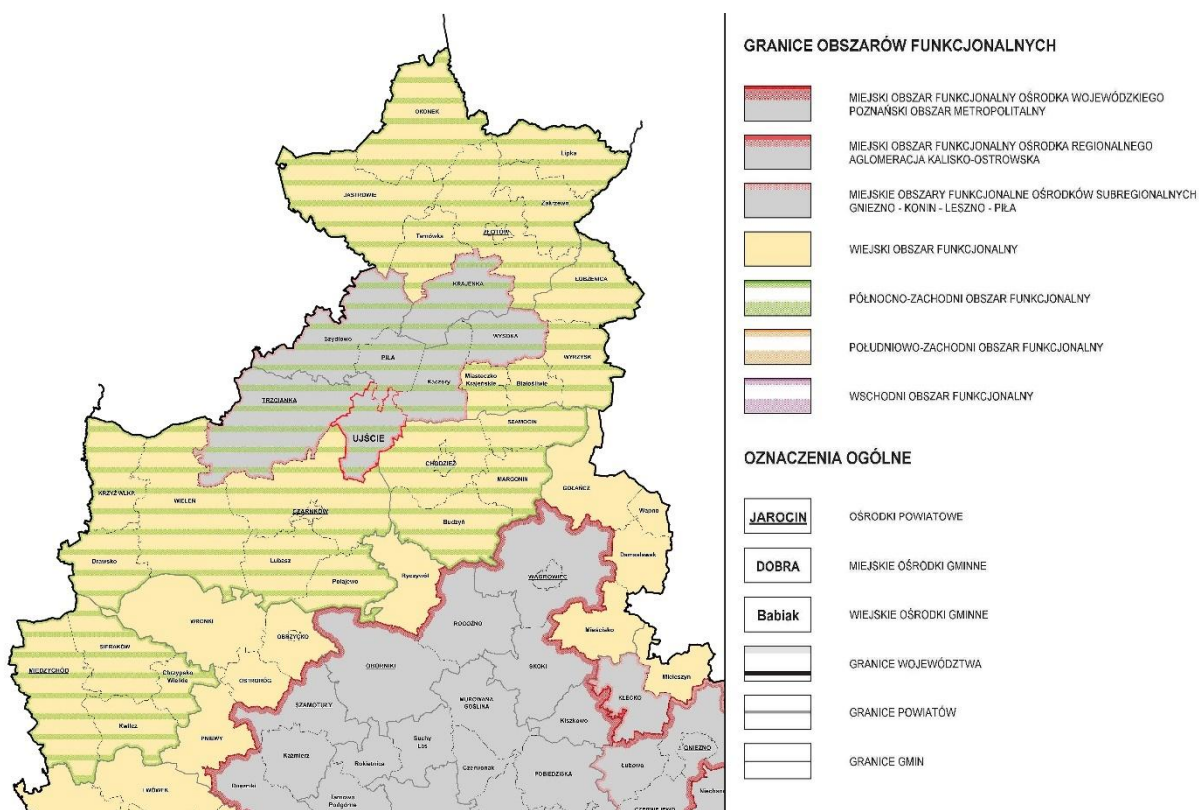 OKONEK
Lipka
JASTROWIE
Zakrzewo
Tarnówka
ZŁOTÓW
ŁOBŻENICA
KRAJENKA
WYSOKA
Szydłowo
PIŁA
WYRZYSK
Kaczory
Miasteczko
Krajeńskie
Białośliwie
TRZCIANKA
UJŚCIE
SZAMOCIN
CHODZIEŻ
MARGONIN
GOŁAŃCZ
KRZYŻ WLKP.
WIELEŃ
Wapno
CZARNKÓW
Budzyń
Damasławek
Drawsko
Lubasz
Połajewo
Ryczywół
WĄGROWIEC
WRONKI
ROGOŹNO
OBRZYCKO
Mieścisko
SIERAKÓW
MIĘDZYCHÓD
OBORNIKI
SKOKI
Chrzypsko
Wielkie
OSTRORÓG
Mieleszyn
SZAMOTUŁY
MUROWANA
GOŚLINA
KŁECKO
Kwilcz
Kiszkowo
PNIEWY
Suchy
Las
GNIEZNO
Kaźmierz
Rokietnica
Czerwonak
POBIEDZISKA
Łubowo
LWÓWEK
Duszniki
Tarnowo
Podgórne
CZERNIEJEWO
GRANICE OBSZARÓW FUNKCJONALNYCH
MIEJSKI OBSZAR FUNKCJONALNY OŚRODKA WOJEWÓDZKIEGO
POZNAŃSKI OBSZAR METROPOLITALNY
MIEJSKI OBSZAR FUNKCJONALNY OŚRODKA REGIONALNEGO
AGLOMERACJA KALISKO-OSTROWSKA
MIEJSKIE OBSZARY FUNKCJONALNE OŚRODKÓW SUBREGIONALNYCH
GNIEZNO - KONIN - LESZNO - PIŁA
WIEJSKI OBSZAR FUNKCJONALNY
PÓŁNOCNO-ZACHODNI OBSZAR FUNKCJONALNY
POŁUDNIOWO-ZACHODNI OBSZAR FUNKCJONALNY
WSCHODNI OBSZAR FUNKCJONALNY
OZNACZENIA OGÓLNE
JAROCIN OŚRODKI POWIATOWE
DOBRA MIEJSKIE OŚRODKI GMINNE
Babiak WIEJSKIE OŚRODKI GMINNE
GRANICE WOJEWÓDZTWA
GRANICE POWIATÓW
GRANICE GMIN